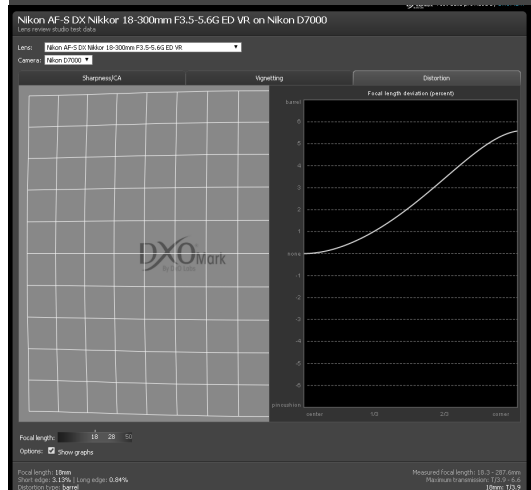 Nikon AF-S DX Nikkor 18-300mm F3.5-5.6G ED VR on Nikon D7000
Lens review studio test data
Lens: Nikon AF-S DX Nikkor 18-300mm F3.5-5.6G ED VR
Camera: Nikon D7000
Sharpness/CA Vignetting Distortion
Focal length deviation (percent)
barrel
6
5
4
3
2
1
none
-1
-2
-3
-4
-5
-6
pincushion
center 1/3 2/3 corner
DXOMark
By DxO Labs
Focal length: 18 28 50
Options: Show graphs
Focal length: 18mm
Short edge: 3.13% | Long edge: 0.84%
Distortion type: barrel
Measured focal length: 18.3 - 287.6mm
Maximum transmission: T/3.9 - 6.6
18mm: T/3.9